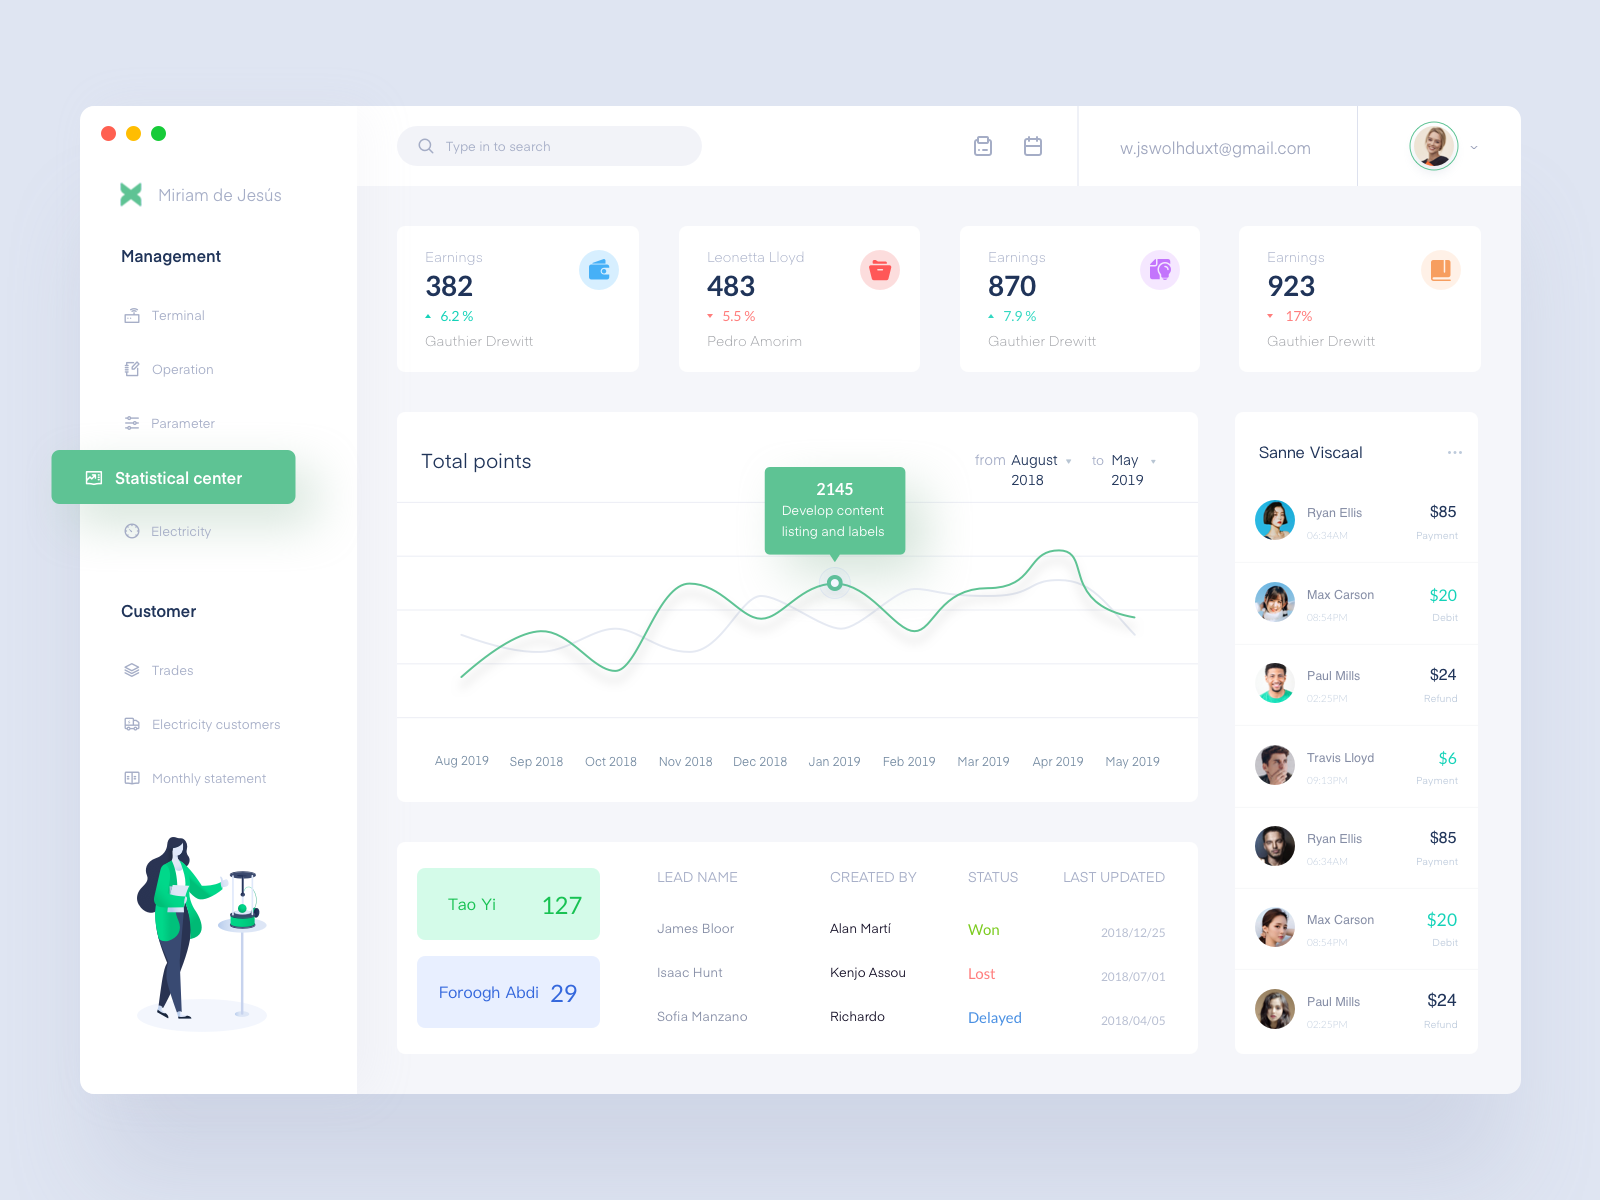 Type in to search
w.jswolhduxt@gmail.com
Miriam de Jesús
Management
Terminal
Operation
Parameter
Statistical center
Electricity
Customer
Trades
Electricity customers
Monthly statement
Earnings
382
6.2 %
Gauthier Drewitt
Leonetta Lloyd
483
5.5 %
Pedro Amorim
Earnings
870
7.9 %
Gauthier Drewitt
Earnings
923
17%
Gauthier Drewitt
Total points
from August 2018
to May 2019
2145
Develop content
listing and labels
Aug 2019 Sep 2018 Oct 2018 Nov 2018 Dec 2018 Jan 2019 Feb 2019 Mar 2019 Apr 2019 May 2019
Tao Yi 127
Foroogh Abdi 29
LEAD NAME CREATED BY STATUS LAST UPDATED
James Bloor Alan Martí Won 2018/12/25
Isaac Hunt Kenjo Assou Lost 2018/07/01
Sofia Manzano Richardo Delayed 2018/04/05
Sanne Viscaal
Ryan Ellis $85
06:34AM Payment
Max Carson $20
08:54PM Debit
Paul Mills $24
02:25PM Refund
Travis Lloyd $6
09:13PM Payment
Ryan Ellis $85
06:34AM Payment
Max Carson $20
08:54PM Debit
Paul Mills $24
02:25PM Refund